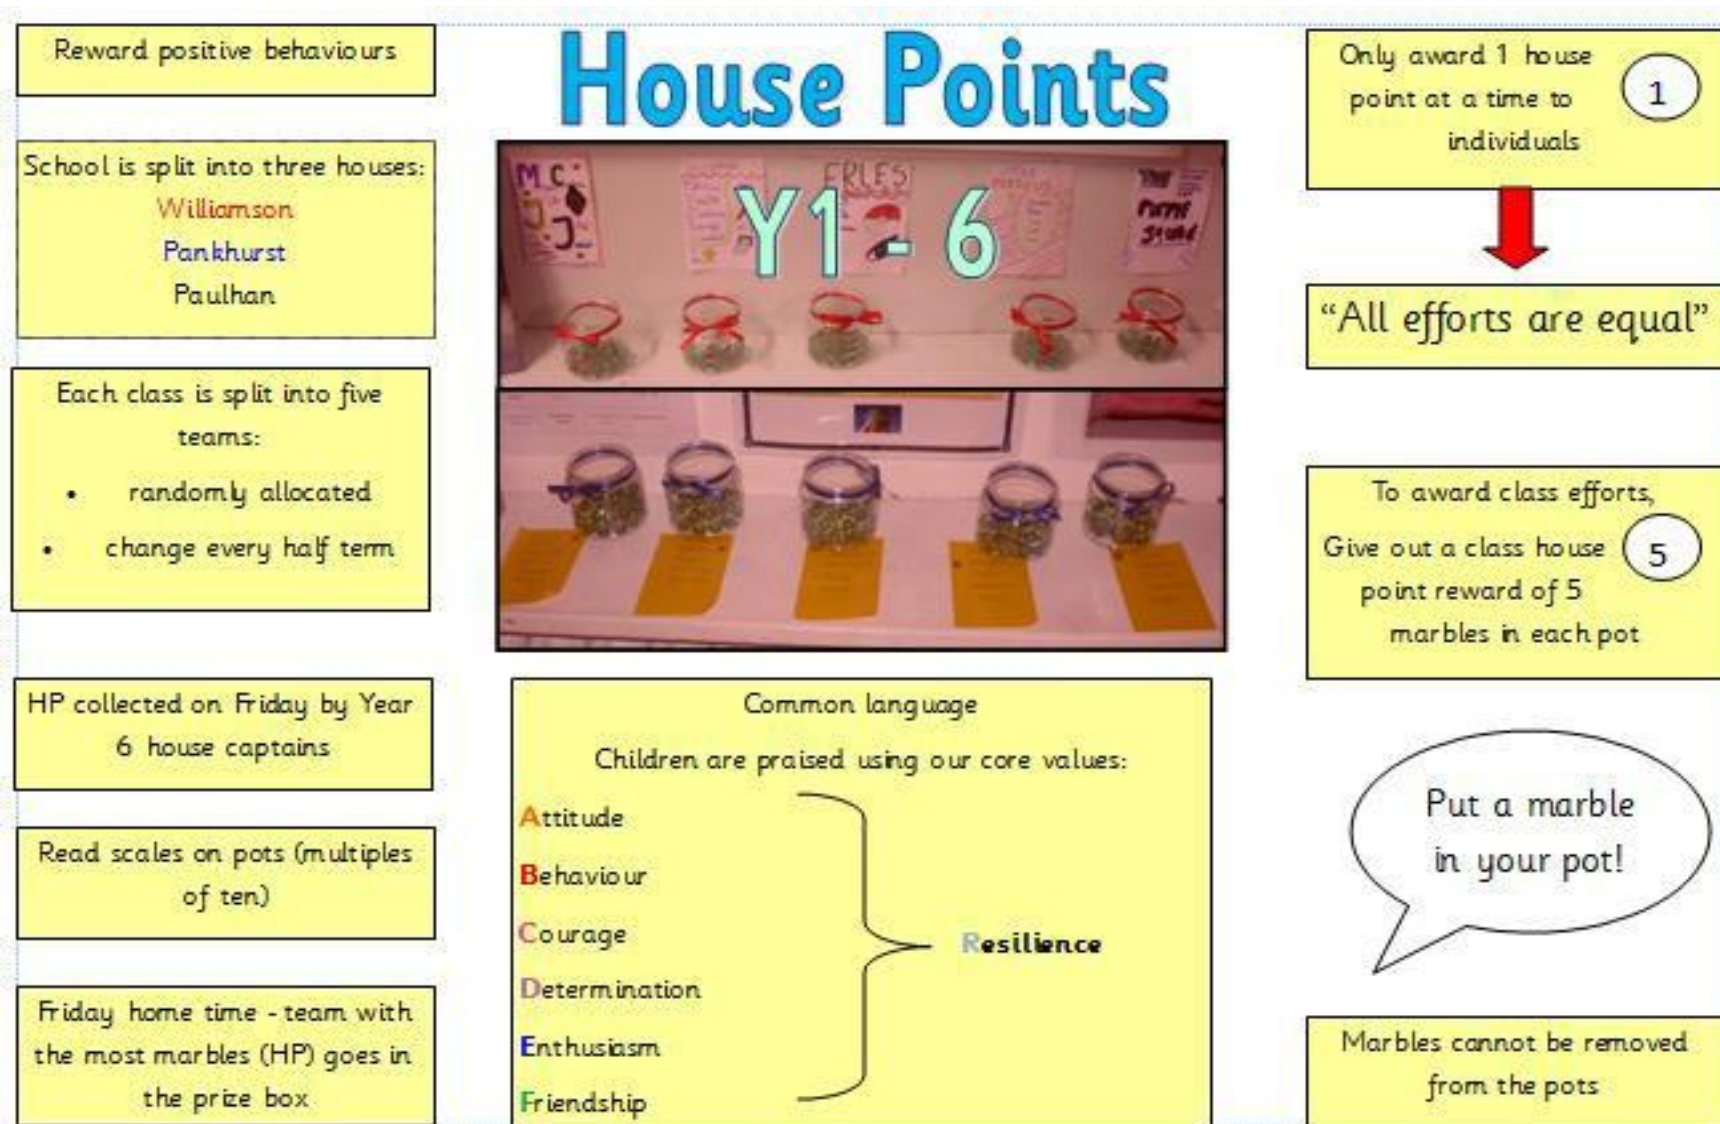 House Points
Reward positive behaviours
School is split into three houses:
Williamson
Pankhurst
Paulhan
Each class is split into five
teams:
• randomly allocated
• change every half term
HP collected on Friday by Year
6 house captains
Read scales on pots (multiples
of ten)
Friday home time - team with
the most marbles (HP) goes in
the prize box
Y1 - 6
Common language
Children are praised using our core values:
Attitude
Behaviour
Courage
Determination
Enthusiasm
Friendship
Resilience
Only award 1 house
point at a time to
individuals
1
"All efforts are equal"
To award class efforts,
Give out a class house
point reward of 5
marbles in each pot
5
Put a marble
in your pot!
Marbles cannot be removed
from the pots